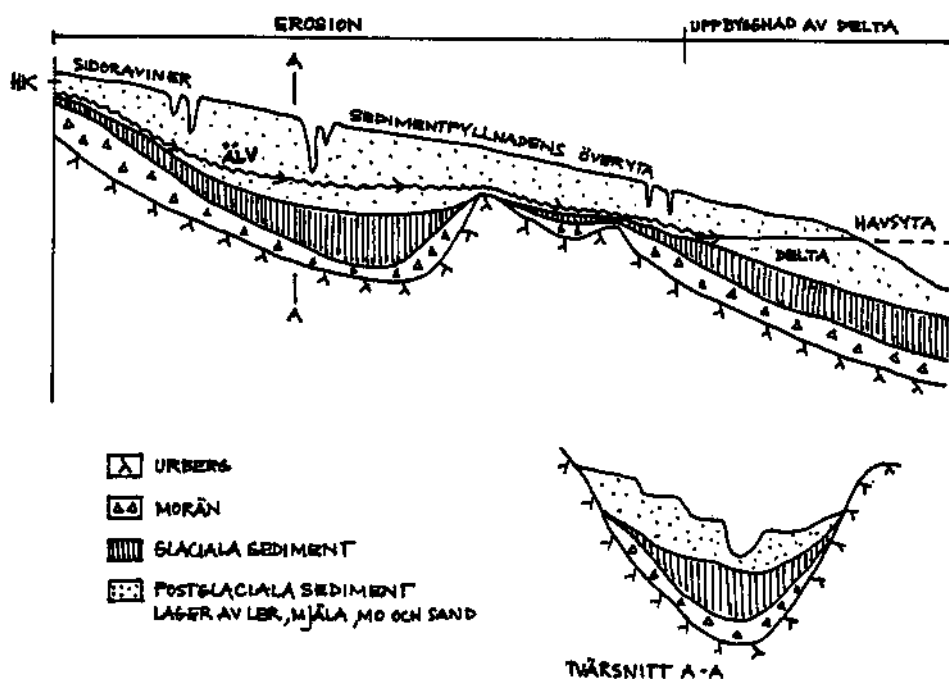 EROSION
UPPBYGGNAD AV DELTA
A
HK
SIDORAVINER
SEDIMENTFYLLNADENS ÖVERYTA
ÄLV
HAVSYTA
DELTA
A
URBERG
MORÄN
GLACIALA SEDIMENT
POSTGLACIALA SEDIMENT
LAGER AV LER, MJÄLA, MO OCH SAND
TVÄRSNITT A-A